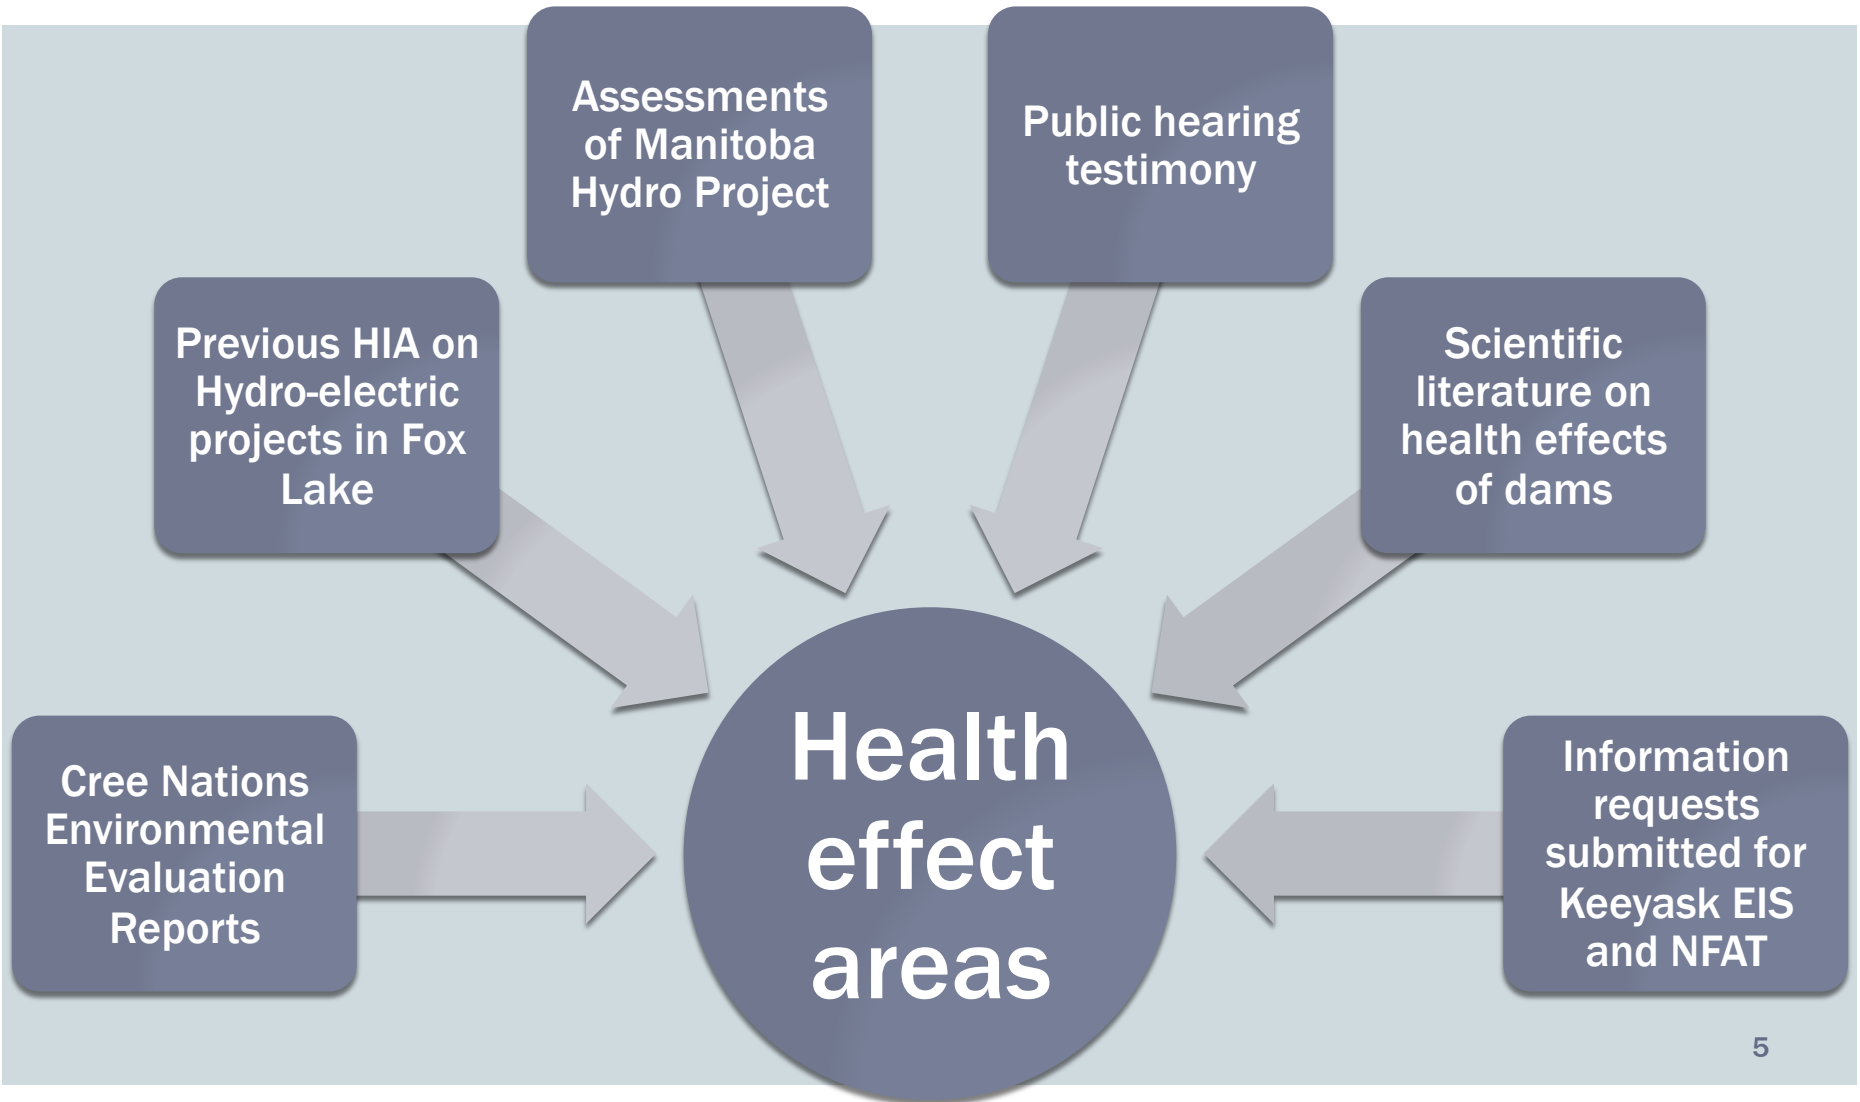 Assessments
of Manitoba
Hydro Project
Public hearing
testimony
Previous HIA on
Hydro-electric
projects in Fox
Lake
Scientific
literature on
health effects
of dams
Cree Nations
Environmental
Evaluation
Reports
Health
effect
areas
Information
requests
submitted for
Keeyask EIS
and NFAT
5